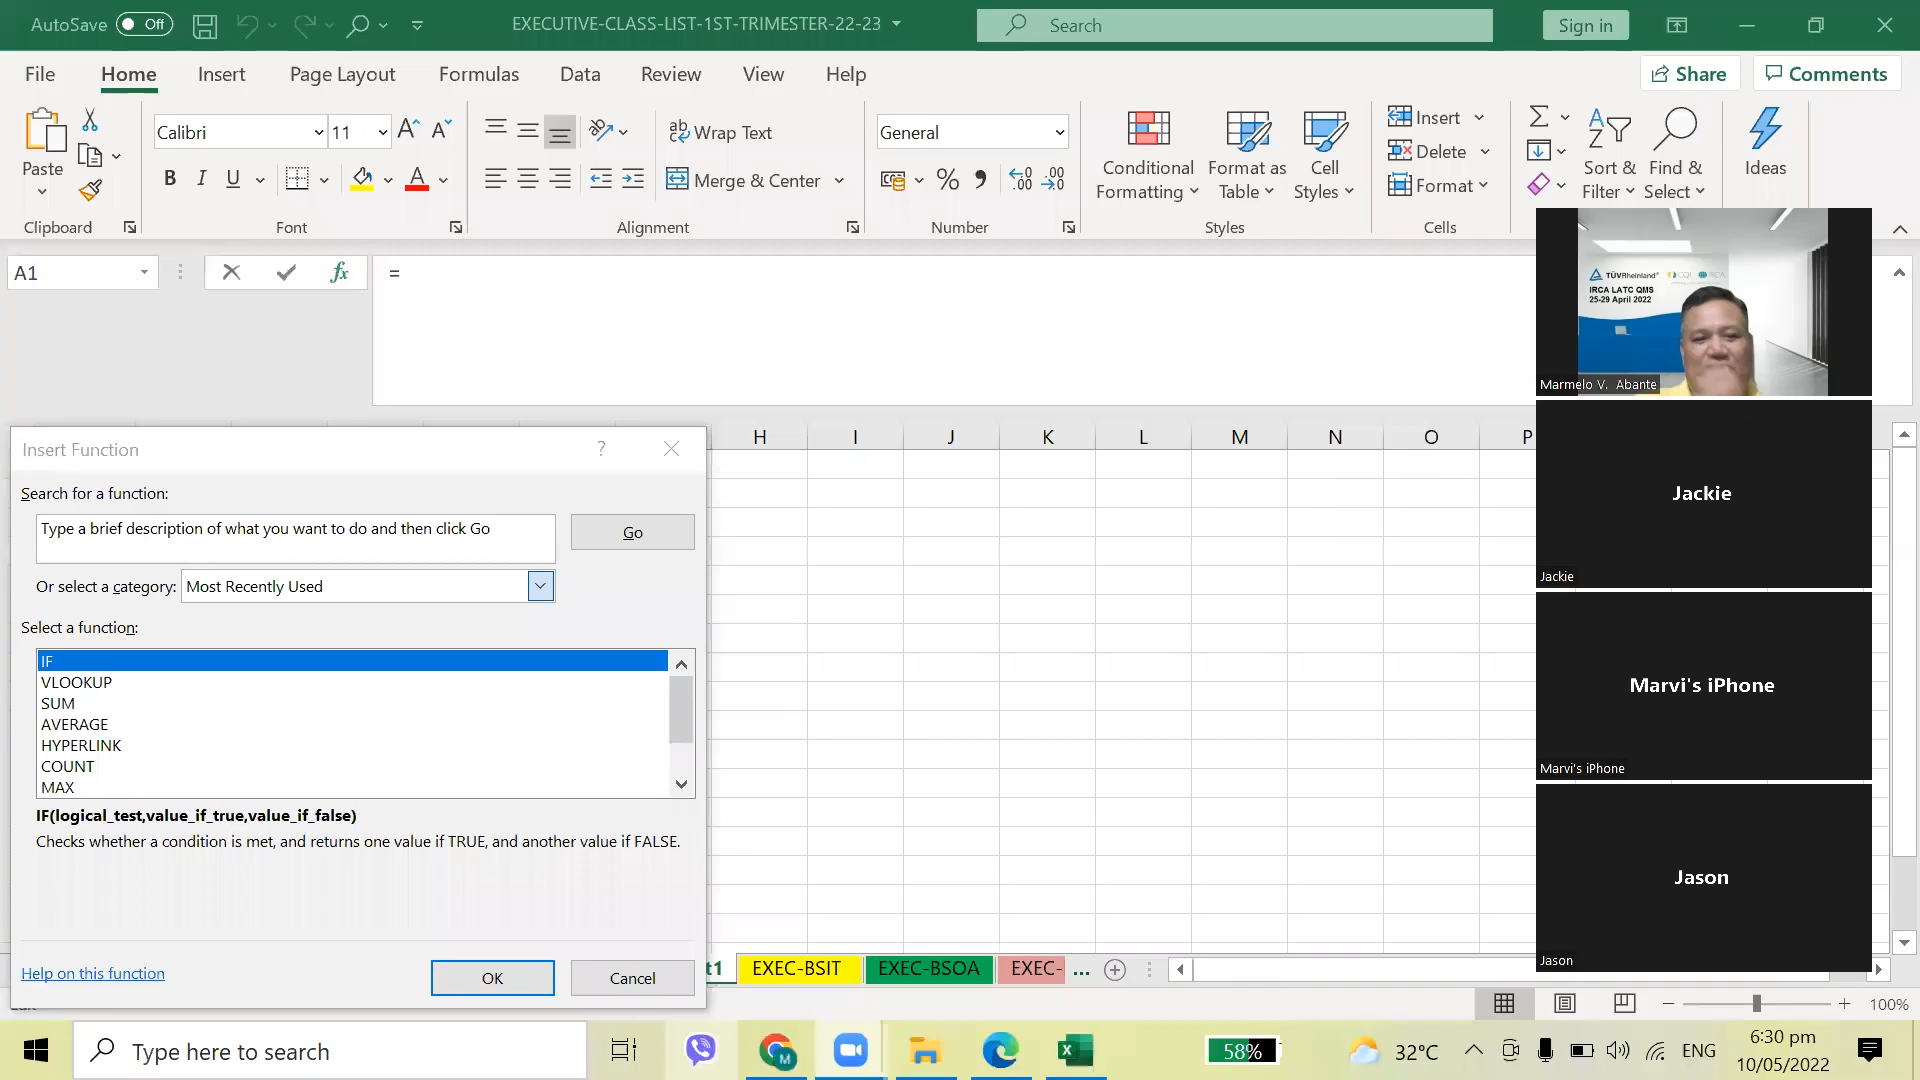 AutoSave Off
EXECUTIVE-CLASS-LIST-1ST-TRIMESTER-22-23
Search
Sign in
File Home Insert Page Layout Formulas Data Review View Help
Share Comments
Paste
Clipboard
Calibri 11
B I U
Font
ab Wrap Text
Merge & Center
Alignment
General
Number
Conditional Formatting
Format as Table
Cell Styles
Styles
Insert
Delete
Format
Cells
Sort & Filter
Find & Select
Ideas
A1
fx
=
TÜVRheinland
CQI IRCA
IRCA LATC QMS
25-29 April 2022
Marmelo V. Abante
Jackie
Jackie
Marvi's iPhone
Marvi's iPhone
Jason
Jason
H I J K L M N O P
Insert Function
?
Search for a function:
Type a brief description of what you want to do and then click Go
Go
Or select a category: Most Recently Used
Select a function:
IF
VLOOKUP
SUM
AVERAGE
HYPERLINK
COUNT
MAX
IF(logical_test,value_if_true,value_if_false)
Checks whether a condition is met, and returns one value if TRUE, and another value if FALSE.
Help on this function
OK Cancel
t1 EXEC-BSIT EXEC-BSOA EXEC- ...
100%
Type here to search
M
58%
32°C
ENG
6:30 pm
10/05/2022